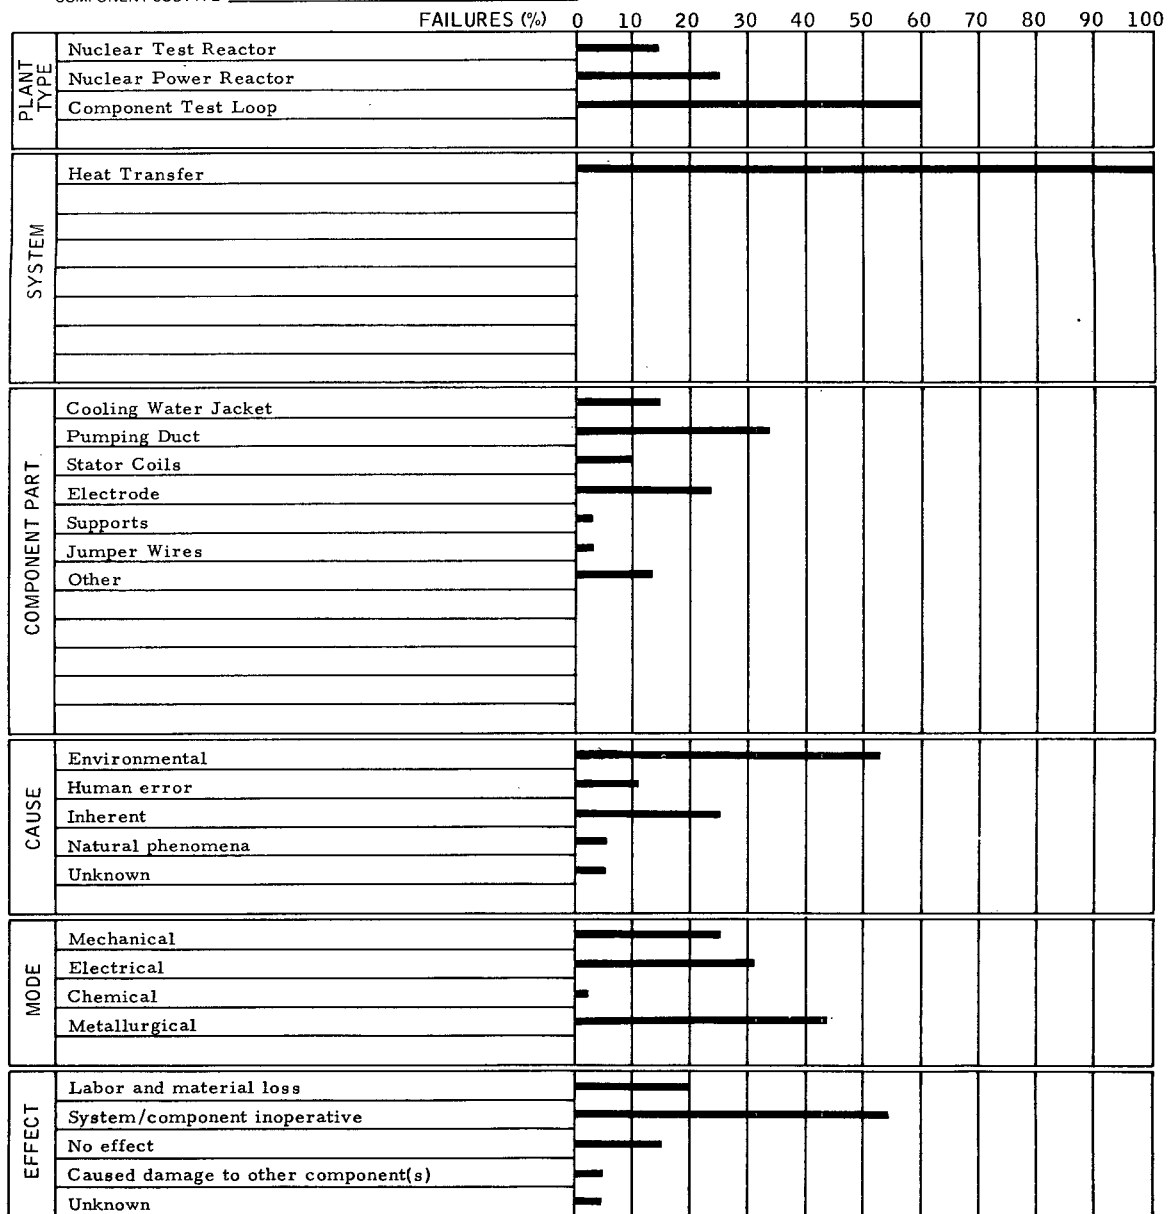 FAILURES (%) 0 10 20 30 40 50 60 70 80 90 100
PLANT TYPE
Nuclear Test Reactor
Nuclear Power Reactor
Component Test Loop
SYSTEM
Heat Transfer
COMPONENT PART
Cooling Water Jacket
Pumping Duct
Stator Coils
Electrode
Supports
Jumper Wires
Other
CAUSE
Environmental
Human error
Inherent
Natural phenomena
Unknown
MODE
Mechanical
Electrical
Chemical
Metallurgical
EFFECT
Labor and material loss
System/component inoperative
No effect
Caused damage to other component(s)
Unknown